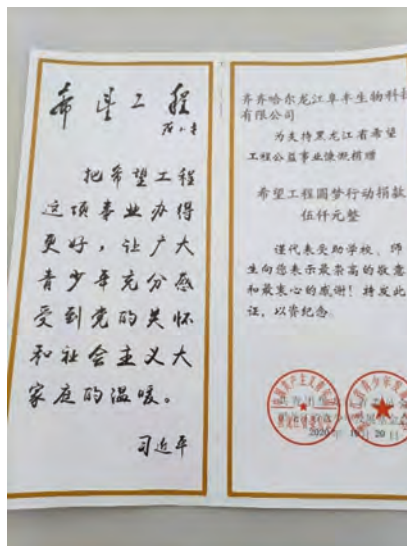 希望工程
邓小平
把希望工程
这项事业办得
更好，让广大
青少年充分感
受到党的关怀
和社会主义大
家庭的温暖。
习近平
齐齐哈尔龙江阜丰生物科技
有限公司
为支持黑龙江省希望
工程公益事业慷慨捐赠
希望工程圆梦行动捐款
伍仟元整
谨代表受助学校、师
生向您表示最崇高的敬意
和最衷心的感谢！特发此
证，以资纪念。
2020年10月20日